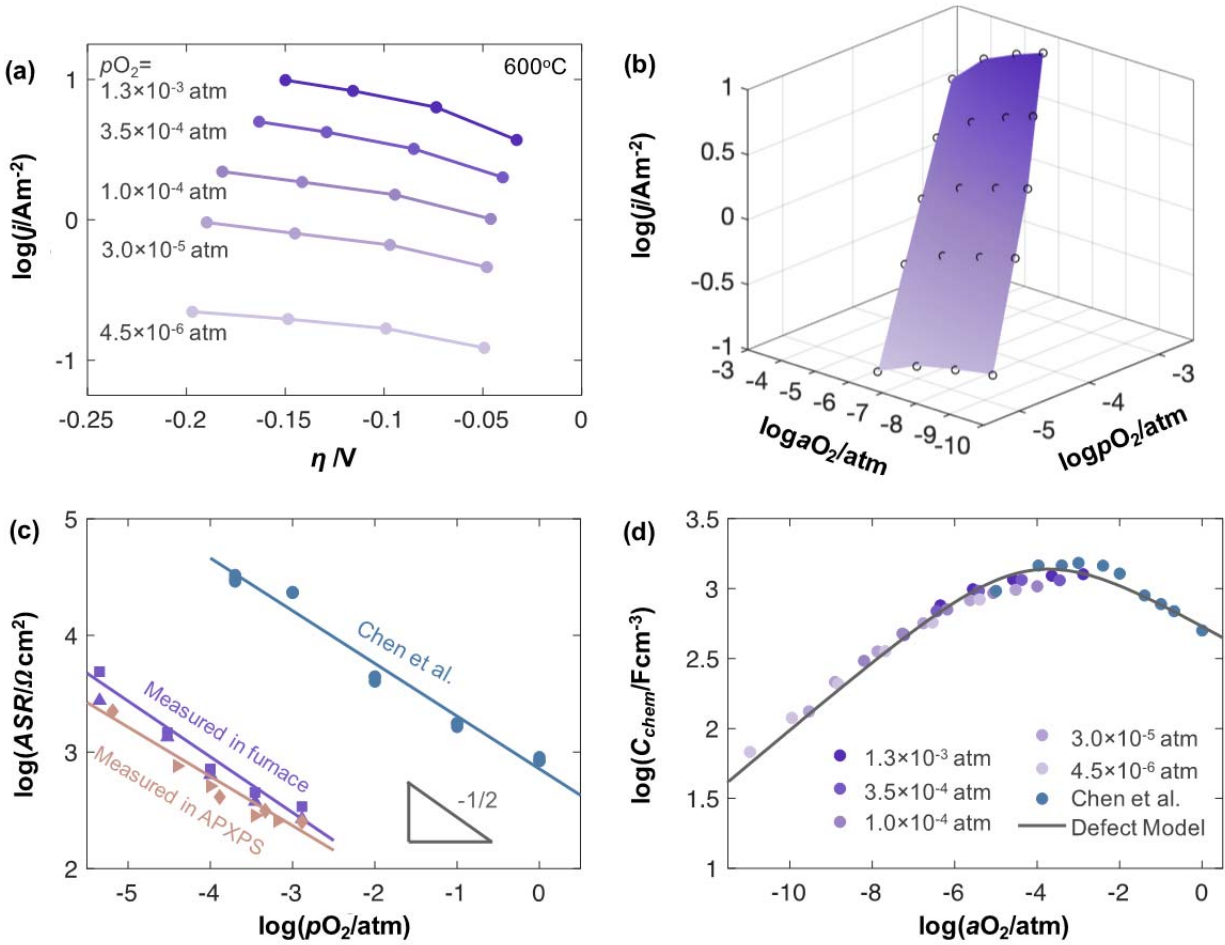 (a)
pO₂=
1.3×10⁻³ atm
3.5×10⁻⁴ atm
1.0×10⁻⁴ atm
3.0×10⁻⁵ atm
4.5×10⁻⁶ atm
600°C
log(j/Am⁻²)
1
0
-1
-0.25
-0.2
-0.15
-0.1
-0.05
0
η /V
(b)
log(j/Am⁻²)
1
0.5
0
-0.5
-1
-3
-4
-5
-6
-7
-8
-9
-10
logaO₂/atm
-5
-4
-3
logpO₂/atm
(c)
log(ASR/Ω cm²)
5
4
3
2
Chen et al.
Measured in furnace
Measured in APXPS
-1/2
-5
-4
-3
-2
-1
0
log(pO₂/atm)
(d)
log(C_chem/Fcm⁻³)
3.5
3
2.5
2
1.5
1
1.3×10⁻³ atm
3.5×10⁻⁴ atm
1.0×10⁻⁴ atm
3.0×10⁻⁵ atm
4.5×10⁻⁶ atm
Chen et al.
Defect Model
-10
-8
-6
-4
-2
0
log(aO₂/atm)